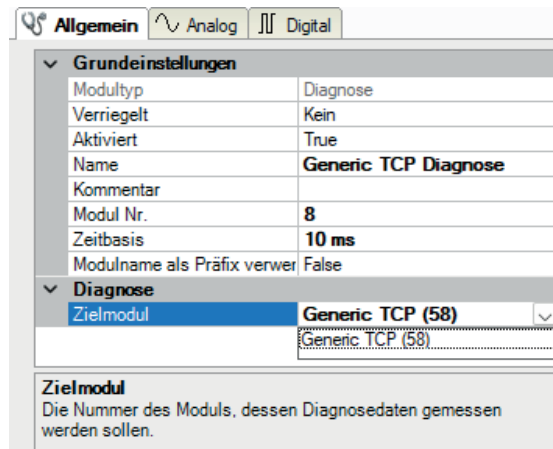 Allgemein Analog Digital
Grundeinstellungen
Modultyp Diagnose
Verriegelt Kein
Aktiviert True
Name Generic TCP Diagnose
Kommentar
Modul Nr. 8
Zeitbasis 10 ms
Modulname als Präfix verwer False
Diagnose
Zielmodul Generic TCP (58)
Generic TCP (58)
Zielmodul
Die Nummer des Moduls, dessen Diagnosedaten gemessen
werden sollen.